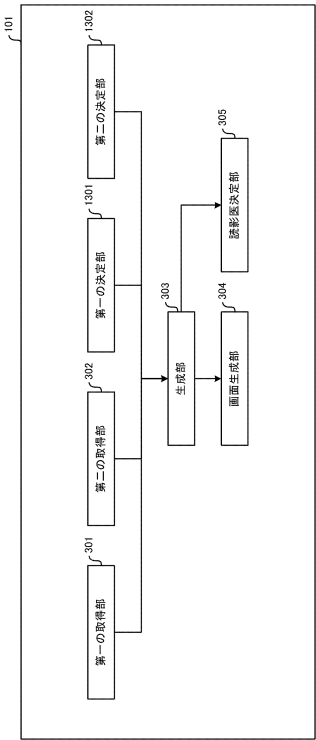 101
301
第一の取得部
302
第二の取得部
1301
第一の決定部
1302
第二の決定部
303
生成部
304
画面生成部
305
読影医決定部